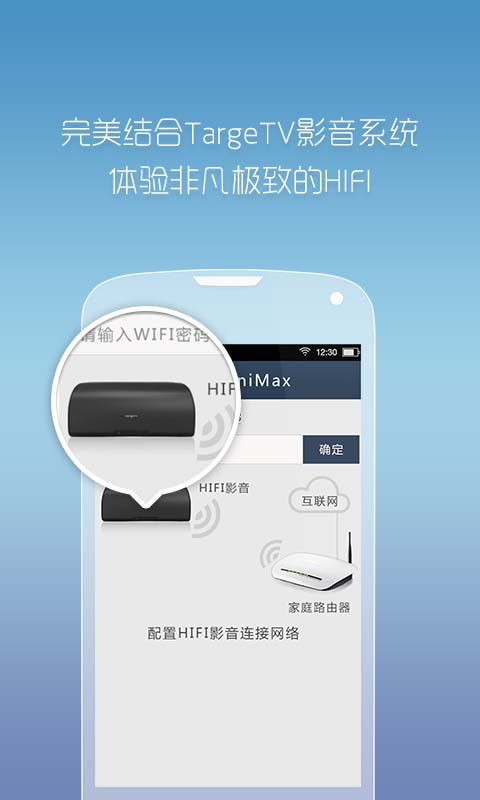 完美结合TargeTV影音系统
体验非凡极致的HIFI
请输入WIFI密码
12:30
niMax
HIF
确定
HIFI影音
互联网
家庭路由器
配置HIFI影音连接网络